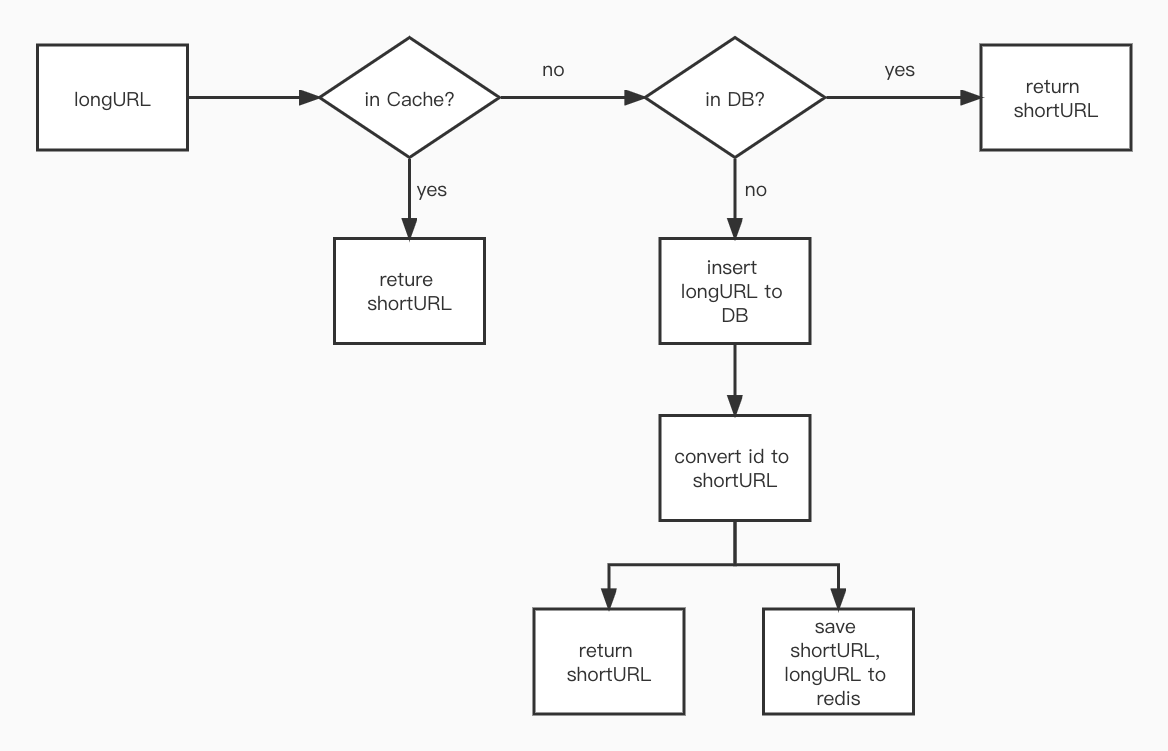 longURL
in Cache?
no
in DB?
yes
return
shortURL
yes
no
reture
shortURL
insert
longURL to
DB
convert id to
shortURL
return
shortURL
save
shortURL,
longURL to
redis